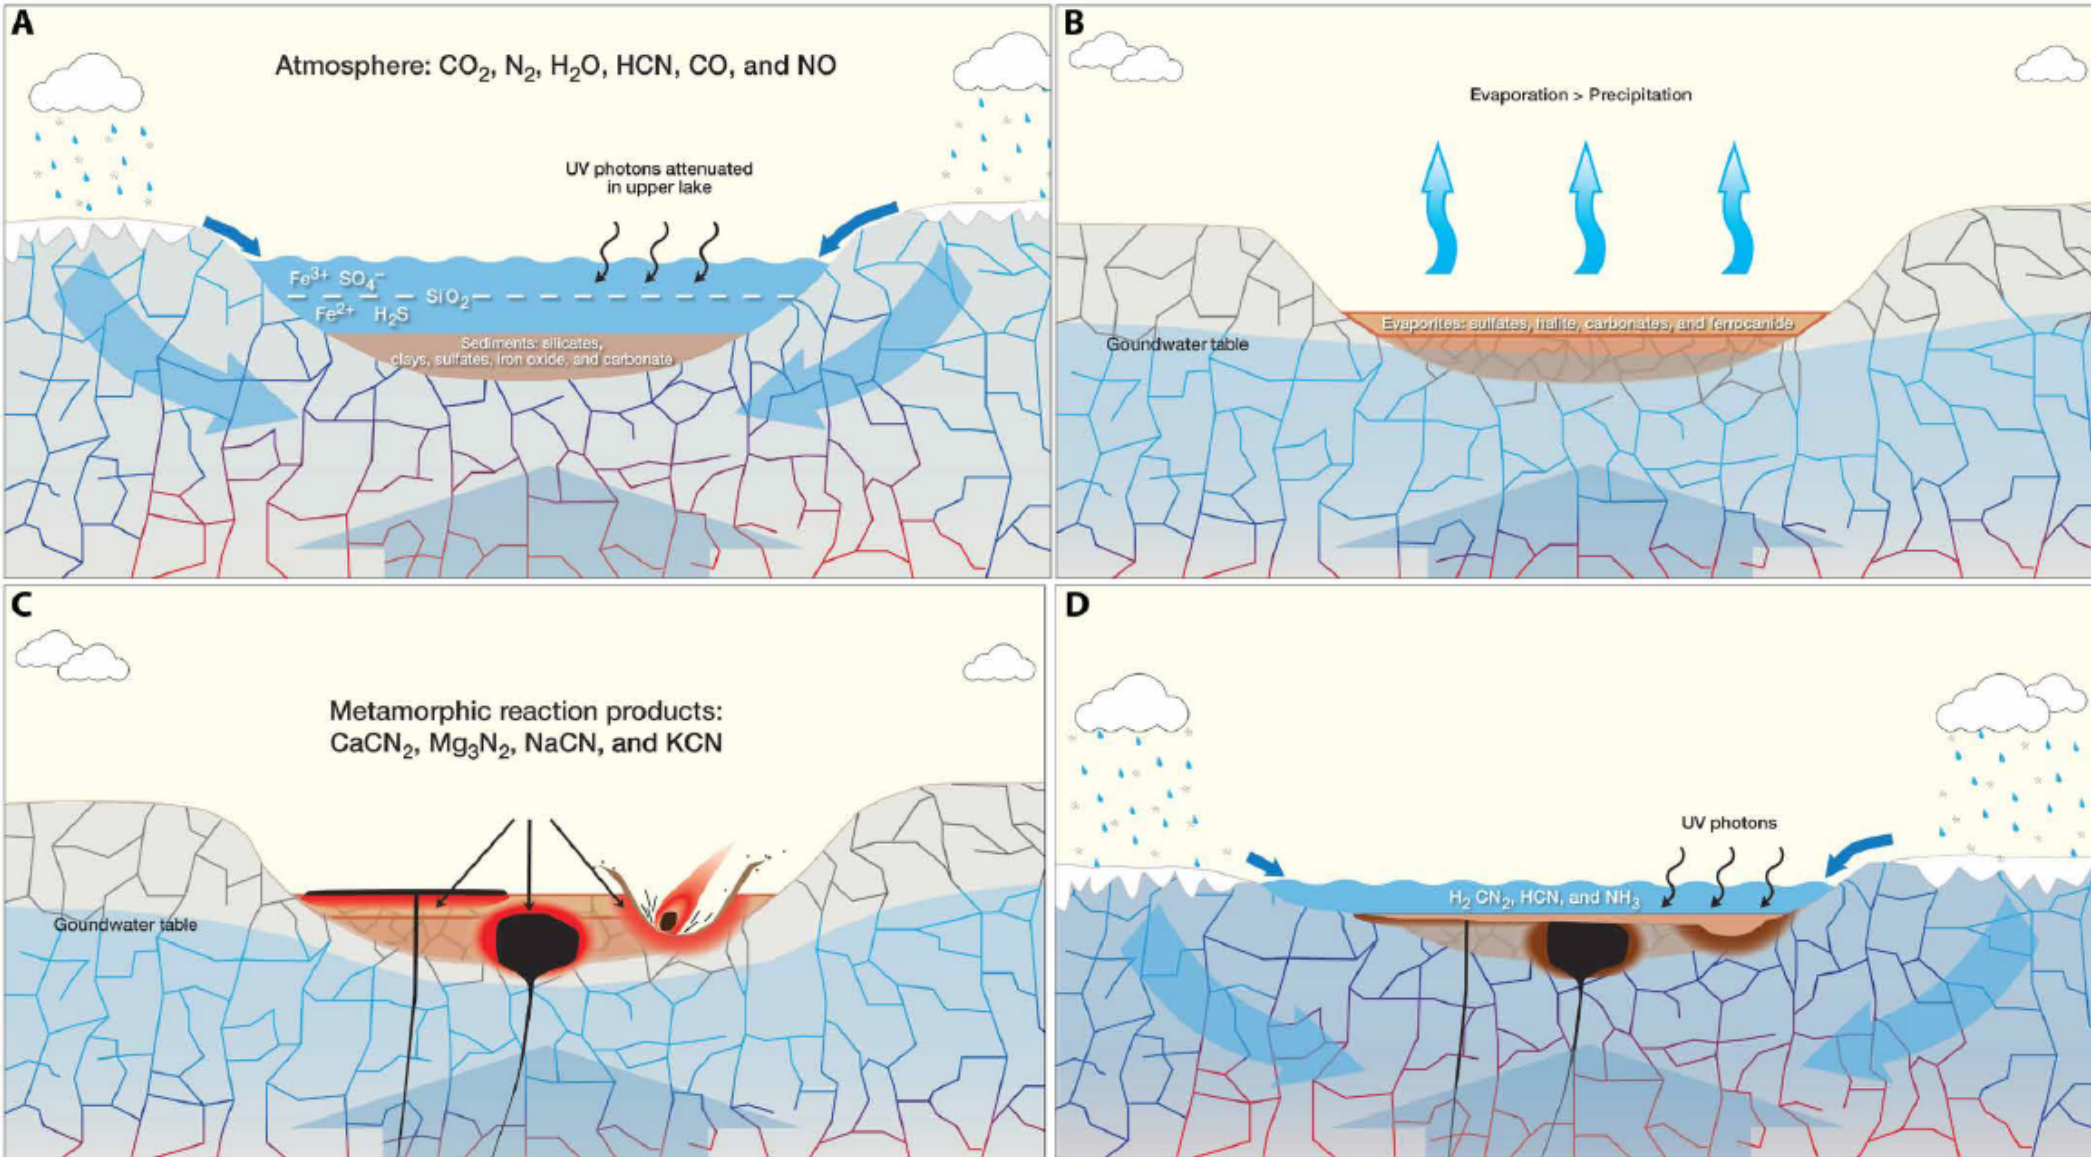 A
Atmosphere: CO₂, N₂, H₂O, HCN, CO, and NO
UV photons attenuated
in upper lake
Fe³⁺ SO₄⁻
SiO₂
Fe²⁺ H₂S
Sediments: silicates,
clays, sulfates, iron oxide, and carbonate
B
Evaporation > Precipitation
Evaporites: sulfates, halite, carbonates, and ferrocanide
Goundwater table
C
Metamorphic reaction products:
CaCN₂, Mg₃N₂, NaCN, and KCN
Goundwater table
D
UV photons
H₂ CN₂, HCN, and NH₃